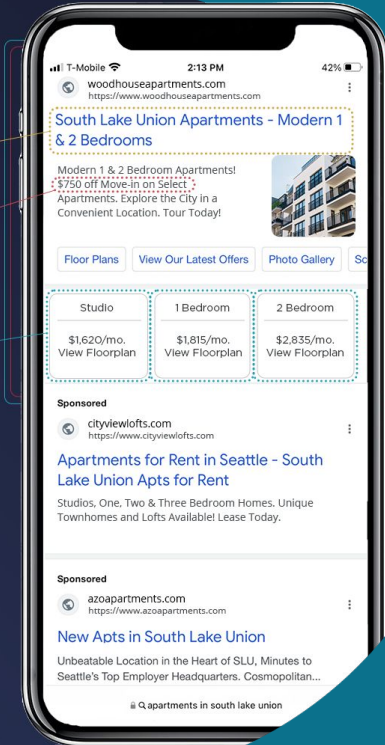 T-Mobile 2:13 PM 42%
woodhouseapartments.com
https://www.woodhouseapartments.com
South Lake Union Apartments - Modern 1
& 2 Bedrooms
Modern 1 & 2 Bedroom Apartments!
$750 off Move-in on Select
Apartments. Explore the City in a
Convenient Location. Tour Today!
Floor Plans View Our Latest Offers Photo Gallery Sc
Studio 1 Bedroom 2 Bedroom
$1,620/mo. $1,815/mo. $2,835/mo.
View Floorplan View Floorplan View Floorplan
Sponsored
cityviewlofts.com
https://www.cityviewlofts.com
Apartments for Rent in Seattle - South
Lake Union Apts for Rent
Studios, One, Two & Three Bedroom Homes. Unique
Townhomes and Lofts Available! Lease Today.
Sponsored
azoapartments.com
https://www.azoapartments.com
New Apts in South Lake Union
Unbeatable Location in the Heart of SLU, Minutes to
Seattle's Top Employer Headquarters. Cosmopolitan...
apartments in south lake union